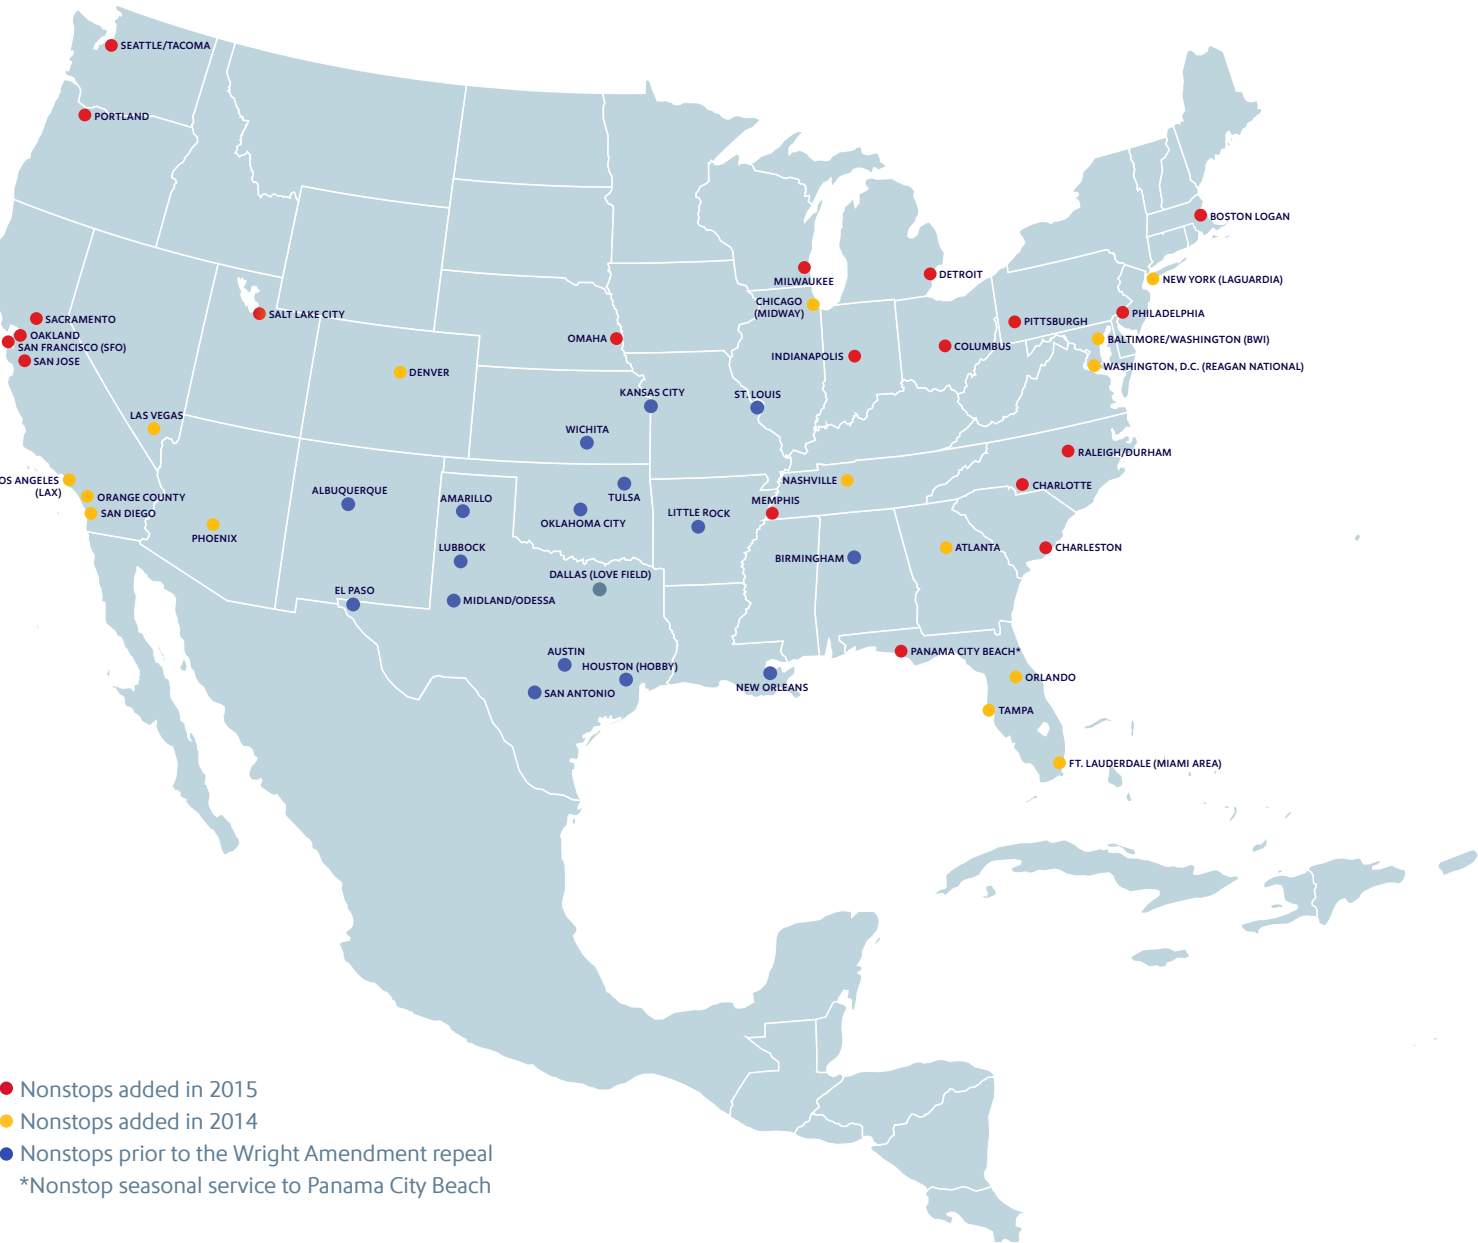 SEATTLE/TACOMA
PORTLAND
BOSTON LOGAN
DETROIT
MILWAUKEE
NEW YORK (LAGUARDIA)
CHICAGO
(MIDWAY)
SALT LAKE CITY
PHILADELPHIA
SACRAMENTO
PITTSBURGH
OAKLAND
OMAHA
BALTIMORE/WASHINGTON (BWI)
SAN FRANCISCO (SFO)
COLUMBUS
INDIANAPOLIS
SAN JOSE
WASHINGTON, D.C. (REAGAN NATIONAL)
DENVER
KANSAS CITY
ST. LOUIS
LAS VEGAS
WICHITA
RALEIGH/DURHAM
OS ANGELES
(LAX)
NASHVILLE
CHARLOTTE
ALBUQUERQUE
ORANGE COUNTY
AMARILLO
TULSA
MEMPHIS
SAN DIEGO
LITTLE ROCK
OKLAHOMA CITY
PHOENIX
LUBBOCK
ATLANTA
CHARLESTON
BIRMINGHAM
DALLAS (LOVE FIELD)
EL PASO
MIDLAND/ODESSA
AUSTIN
PANAMA CITY BEACH*
HOUSTON (HOBBY)
ORLANDO
NEW ORLEANS
SAN ANTONIO
TAMPA
FT. LAUDERDALE (MIAMI AREA)
Nonstops added in 2015
Nonstops added in 2014
Nonstops prior to the Wright Amendment repeal
*Nonstop seasonal service to Panama City Beach